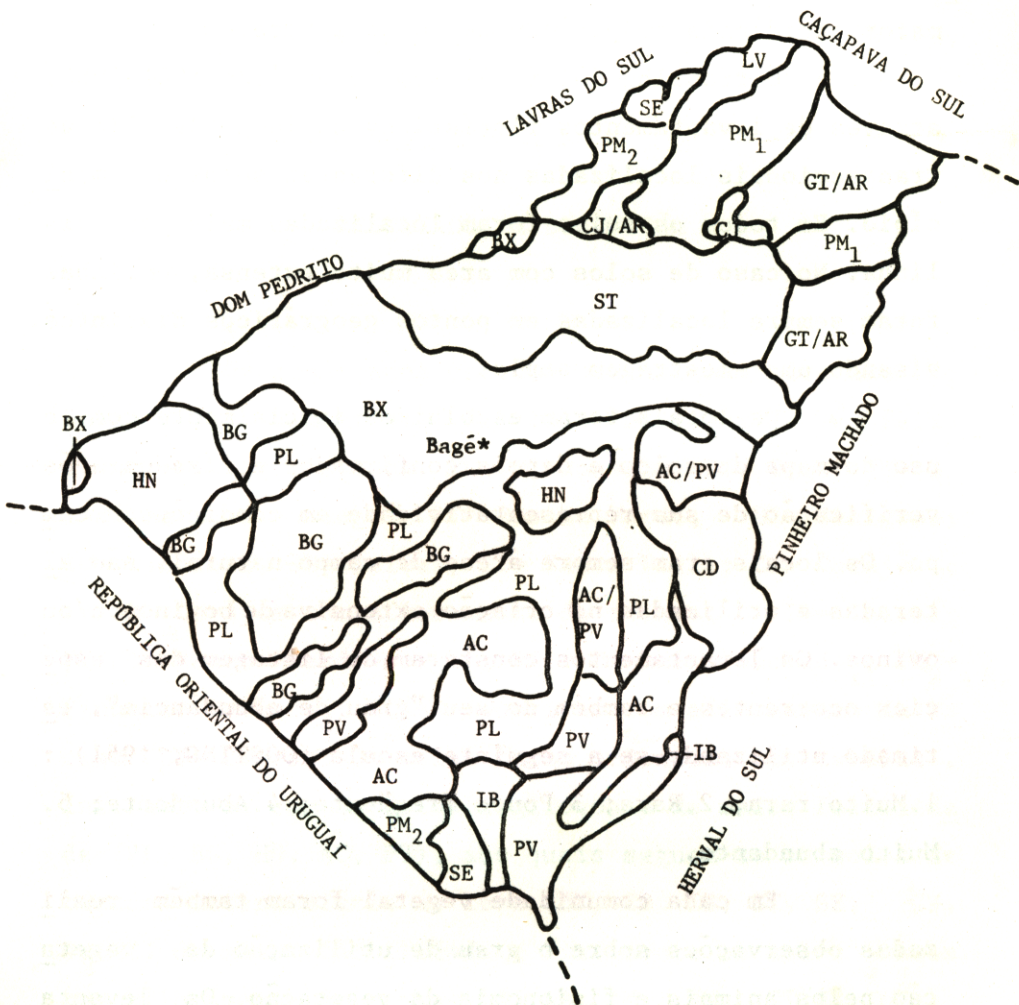 CAÇAPAVA DO SUL
LAVRAS DO SUL
LV
SE
PM2
PM1
GT/AR
CJ/AR
CJ
BX
PM1
DOM PEDRITO
ST
GT/AR
BX
BX
BG
Bagé*
PL
HN
HN
AC/PV
PINHEIRO MACHADO
BG
BG
PL
BG
PL
AC/
PV
PL
CD
PL
AC
REPÚBLICA ORIENTAL DO URUGUAI
BG
PV
PL
PV
AC
IB
AC
IB
PM2
SE
PV
HERVAL DO SUL